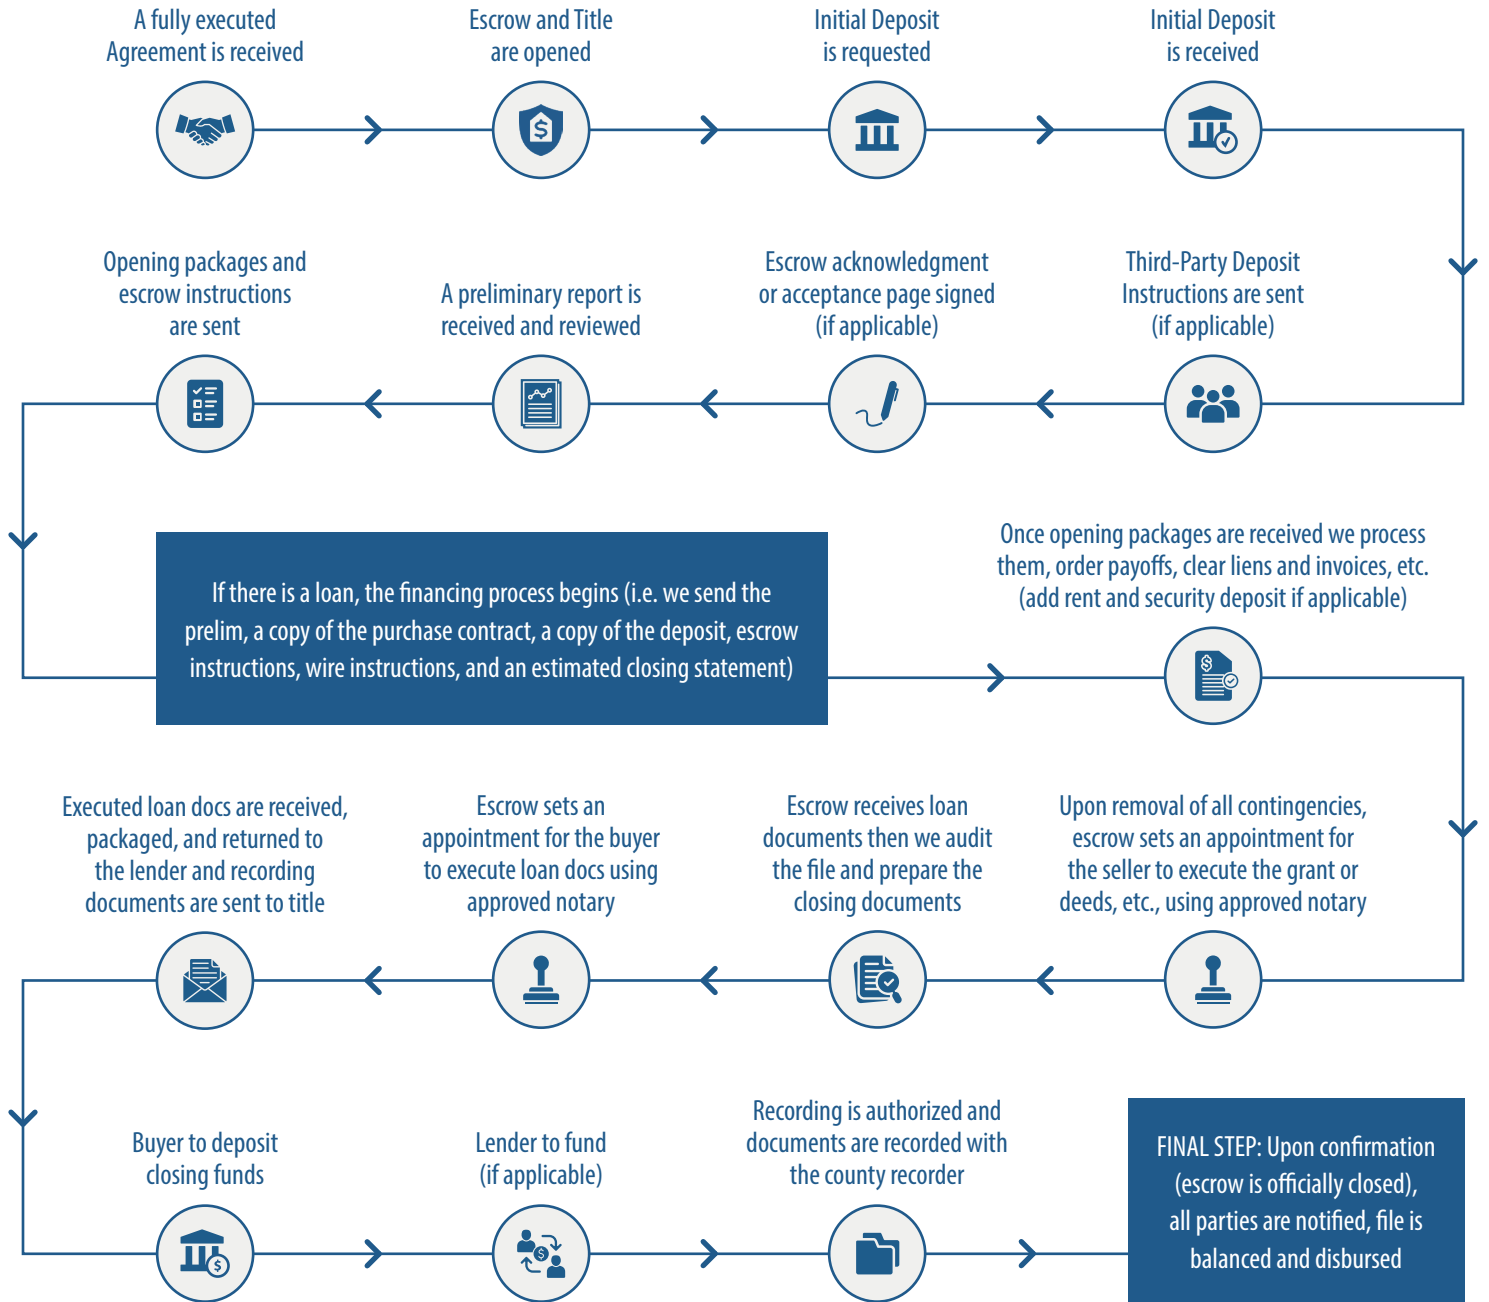 A fully executed
Agreement is received
Escrow and Title
are opened
Initial Deposit
is requested
Initial Deposit
is received
Third-Party Deposit
Instructions are sent
(if applicable)
Escrow acknowledgment
or acceptance page signed
(if applicable)
A preliminary report is
received and reviewed
Opening packages and
escrow instructions
are sent
If there is a loan, the financing process begins (i.e. we send the
prelim, a copy of the purchase contract, a copy of the deposit, escrow
instructions, wire instructions, and an estimated closing statement)
Once opening packages are received we process
them, order payoffs, clear liens and invoices, etc.
(add rent and security deposit if applicable)
Upon removal of all contingencies,
escrow sets an appointment for
the seller to execute the grant or
deeds, etc., using approved notary
Escrow receives loan
documents then we audit
the file and prepare the
closing documents
Escrow sets an
appointment for the buyer
to execute loan docs using
approved notary
Executed loan docs are received,
packaged, and returned to
the lender and recording
documents are sent to title
Buyer to deposit
closing funds
Lender to fund
(if applicable)
Recording is authorized and
documents are recorded with
the county recorder
FINAL STEP: Upon confirmation
(escrow is officially closed),
all parties are notified, file is
balanced and disbursed